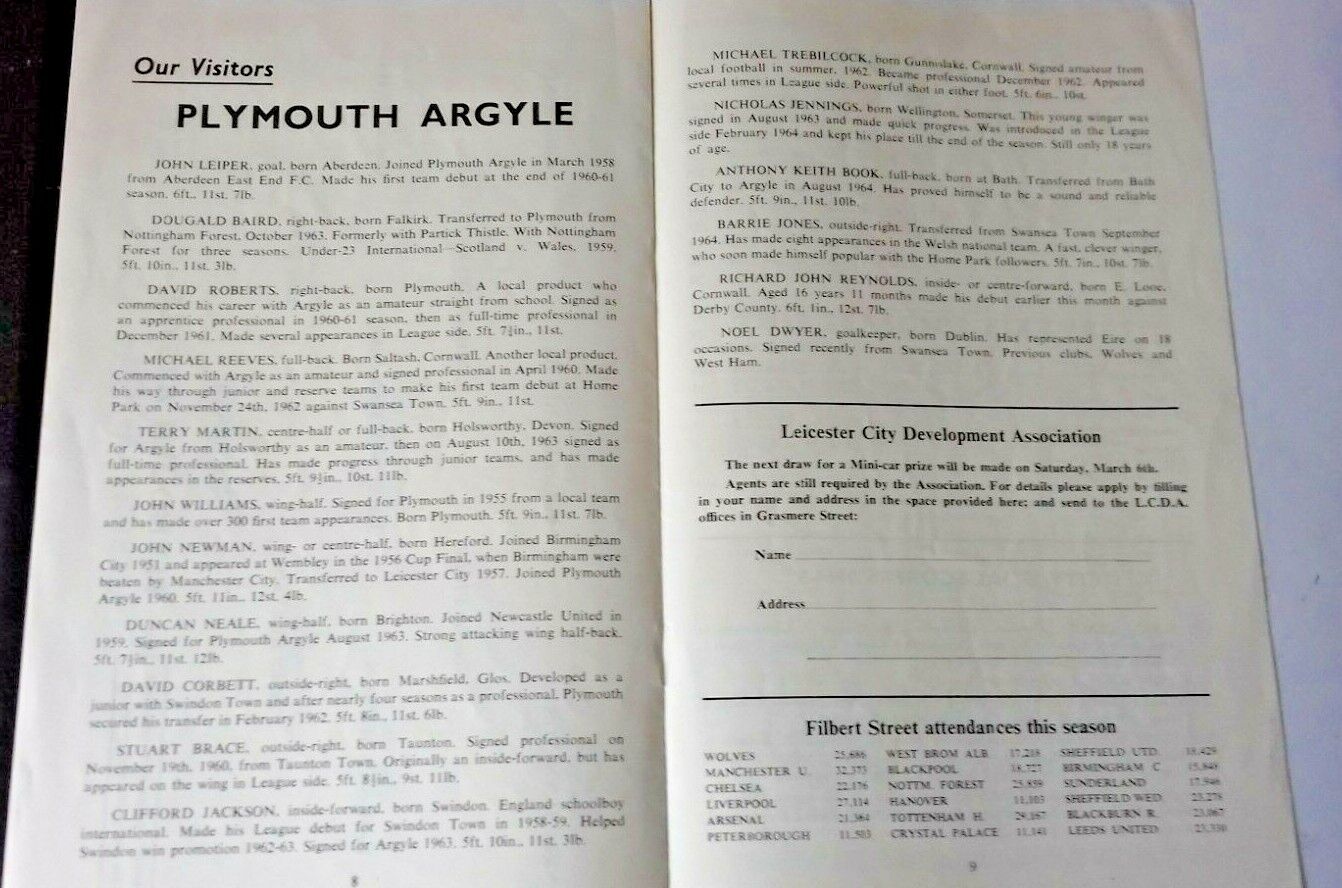 Our Visitors
PLYMOUTH ARGYLE
JOHN LEIPER, goal, born Aberdeen. Joined Plymouth Argyle in March 1958
from Aberdeen East End F.C. Made his first team debut at the end of 1960-61
season. 6ft., 11st. 7lb.
DOUGALD BAIRD, right-back, born Falkirk. Transferred to Plymouth from
Nottingham Forest, October 1963. Formerly with Partick Thistle. With Nottingham
Forest for three seasons. Under-23 International—Scotland v. Wales, 1959.
5ft. 10in., 11st. 3lb.
DAVID ROBERTS, right-back, born Plymouth. A local product who
commenced his career with Argyle as an amateur straight from school. Signed as
an apprentice professional in 1960-61 season, then as full-time professional in
December 1961. Made several appearances in League side. 5ft. 7½in., 11st.
MICHAEL REEVES, full-back. Born Saltash, Cornwall. Another local product.
Commenced with Argyle as an amateur and signed professional in April 1960. Made
his way through junior and reserve teams to make his first team debut at Home
Park on November 24th, 1962 against Swansea Town. 5ft. 9in., 11st.
TERRY MARTIN, centre-half or full-back, born Holsworthy, Devon. Signed
for Argyle from Holsworthy as an amateur, then on August 10th, 1963 signed as
full-time professional. Has made progress through junior teams, and has made
appearances in the reserves. 5ft. 9½in., 10st. 11lb.
JOHN WILLIAMS, wing-half. Signed for Plymouth in 1955 from a local team
and has made over 300 first team appearances. Born Plymouth. 5ft. 9in., 11st. 7lb.
JOHN NEWMAN, wing- or centre-half, born Hereford. Joined Birmingham
City 1951 and appeared at Wembley in the 1956 Cup Final, when Birmingham were
beaten by Manchester City. Transferred to Leicester City 1957. Joined Plymouth
Argyle 1960. 5ft. 11in., 12st. 4lb.
DUNCAN NEALE, wing-half, born Brighton. Joined Newcastle United in
1959. Signed for Plymouth Argyle August 1963. Strong attacking wing half-back.
5ft. 7½in., 11st. 12lb.
DAVID CORBETT, outside-right, born Marshfield, Glos. Developed as a
junior with Swindon Town and after nearly four seasons as a professional, Plymouth
secured his transfer in February 1962. 5ft. 8in., 11st. 6lb.
STUART BRACE, outside-right, born Taunton. Signed professional on
November 19th, 1960, from Taunton Town. Originally an inside-forward, but has
appeared on the wing in League side. 5ft. 8½in., 9st. 11lb.
CLIFFORD JACKSON, inside-forward, born Swindon. England schoolboy
international. Made his League debut for Swindon Town in 1958-59. Helped
Swindon win promotion 1962-63. Signed for Argyle 1963. 5ft. 10in., 11st. 3lb.
8
MICHAEL TREBILCOCK, born Gunnislake, Cornwall. Signed amateur from
local football in summer, 1962. Became professional December 1962. Appeared
several times in League side. Powerful shot in either foot. 5ft. 6in., 10st.
NICHOLAS JENNINGS, born Wellington, Somerset. This young winger was
signed in August 1963 and made quick progress. Was introduced in the League
side February 1964 and kept his place till the end of the season. Still only 18 years
of age.
ANTHONY KEITH BOOK, full-back, born at Bath. Transferred from Bath
City to Argyle in August 1964. Has proved himself to be a sound and reliable
defender. 5ft. 9in., 11st. 10lb.
BARRIE JONES, outside-right. Transferred from Swansea Town September
1964. Has made eight appearances in the Welsh national team. A fast, clever winger,
who soon made himself popular with the Home Park followers. 5ft. 7in., 10st. 7lb.
RICHARD JOHN REYNOLDS, inside- or centre-forward, born E. Looe,
Cornwall. Aged 16 years 11 months made his debut earlier this month against
Derby County. 6ft. 1in., 12st. 7lb.
NOEL DWYER, goalkeeper, born Dublin. Has represented Eire on 18
occasions. Signed recently from Swansea Town. Previous clubs, Wolves and
West Ham.
Leicester City Development Association
The next draw for a Mini-car prize will be made on Saturday, March 6th.
Agents are still required by the Association. For details please apply by filling
in your name and address in the space provided here; and send to the L.C.D.A.
offices in Grasmere Street:
Name
Address
Filbert Street attendances this season
WOLVES 25,686 WEST BROM ALB. 17,218 SHEFFIELD UTD. 18,429
MANCHESTER U. 32,373 BLACKPOOL 18,727 BIRMINGHAM C.
CHELSEA 22,176 NOTTM. FOREST 25,859 SUNDERLAND
LIVERPOOL 27,114 HANOVER 11,103 SHEFFIELD WED.
ARSENAL 21,364 TOTTENHAM H. BLACKBURN R.
PETERBOROUGH 11,503 CRYSTAL PALACE 11,141 LEEDS UNITED
9